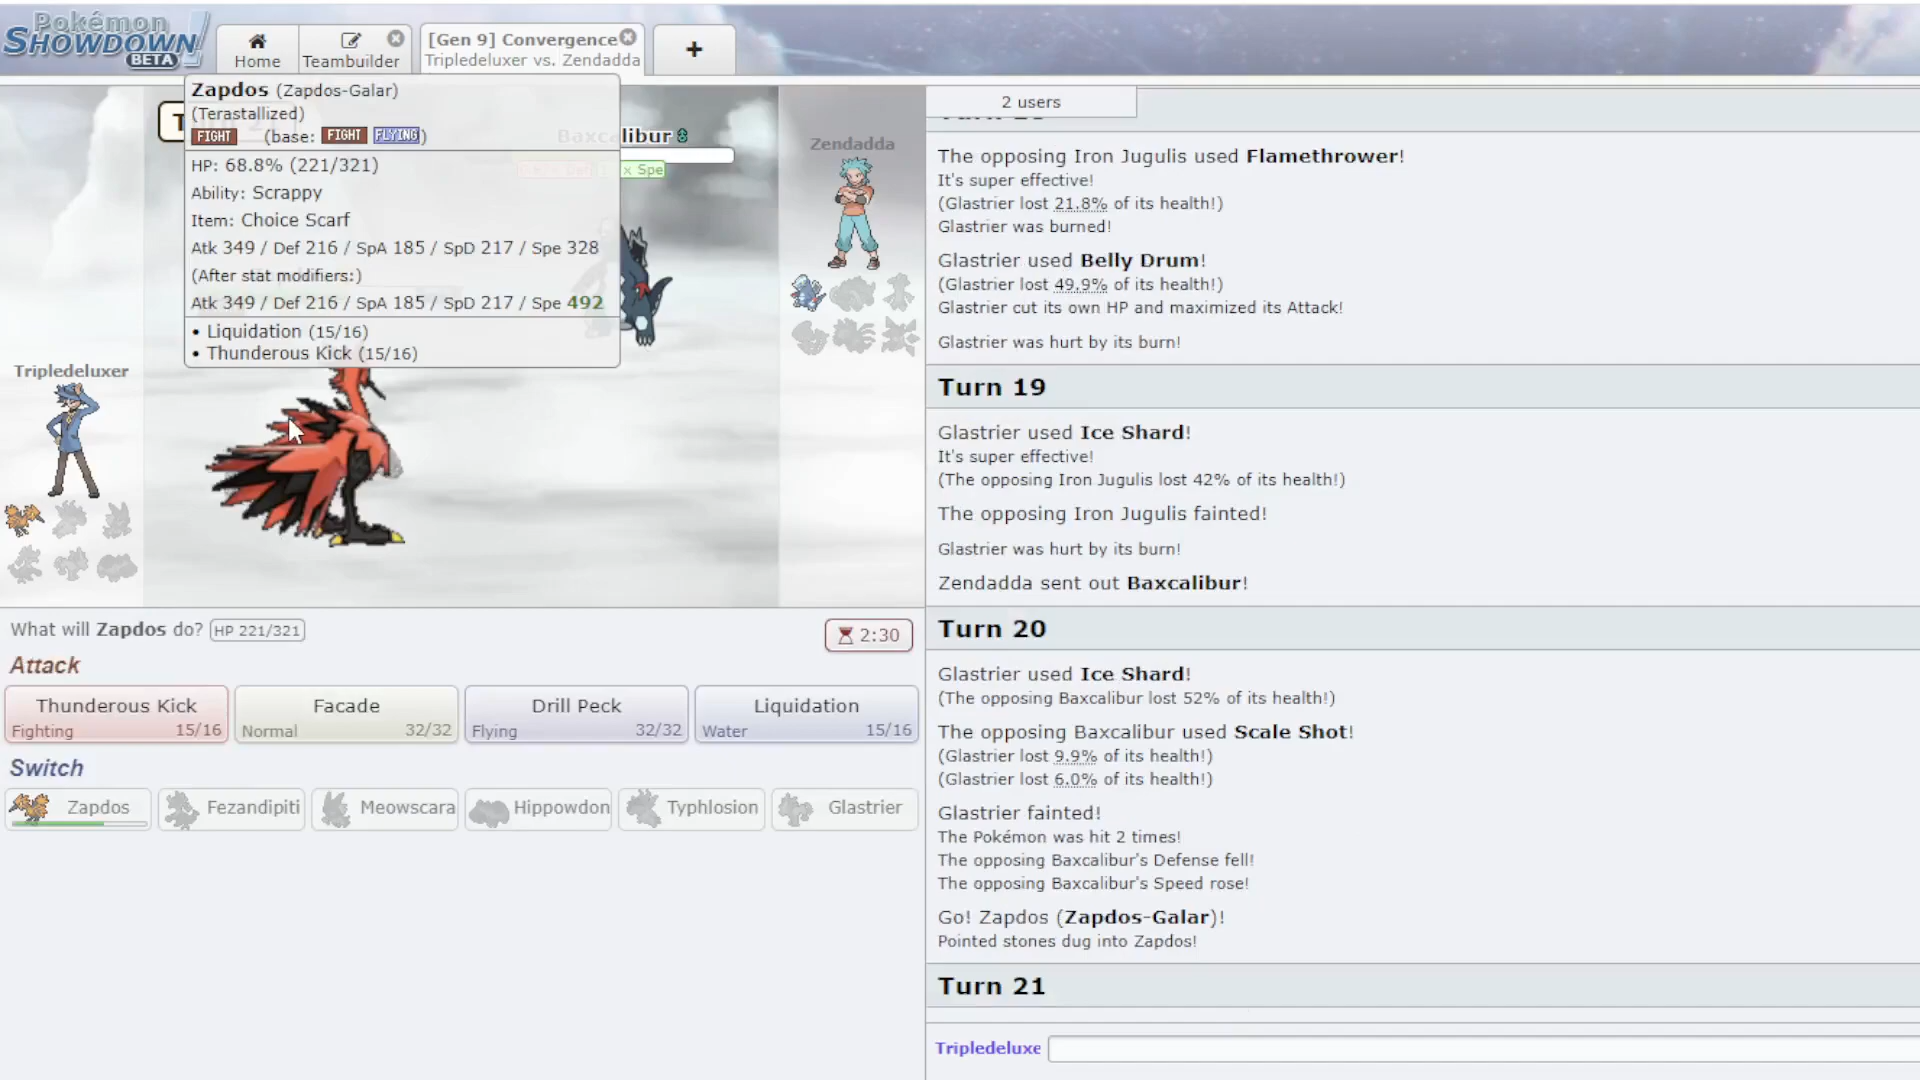 Pokémon
SHOWDOWN!
BETA
Home
Teambuilder
[Gen 9] Convergence
Tripledeluxer vs. Zendadda
+
Zapdos (Zapdos-Galar)
(Terastallized)
FIGHT (base: FIGHT FLYING)
HP: 68.8% (221/321)
Ability: Scrappy
Item: Choice Scarf
Atk 349 / Def 216 / SpA 185 / SpD 217 / Spe 328
(After stat modifiers:)
Atk 349 / Def 216 / SpA 185 / SpD 217 / Spe 492
• Liquidation (15/16)
• Thunderous Kick (15/16)
Baxcalibur
x Spe
Zendadda
Tripledeluxer
What will Zapdos do? HP 221/321
2:30
Attack
Thunderous Kick
Fighting 15/16
Facade
Normal 32/32
Drill Peck
Flying 32/32
Liquidation
Water 15/16
Switch
Zapdos
Fezandipiti
Meowscara
Hippowdon
Typhlosion
Glastrier
2 users
The opposing Iron Jugulis used Flamethrower!
It's super effective!
(Glastrier lost 21.8% of its health!)
Glastrier was burned!
Glastrier used Belly Drum!
(Glastrier lost 49.9% of its health!)
Glastrier cut its own HP and maximized its Attack!
Glastrier was hurt by its burn!
Turn 19
Glastrier used Ice Shard!
It's super effective!
(The opposing Iron Jugulis lost 42% of its health!)
The opposing Iron Jugulis fainted!
Glastrier was hurt by its burn!
Zendadda sent out Baxcalibur!
Turn 20
Glastrier used Ice Shard!
(The opposing Baxcalibur lost 52% of its health!)
The opposing Baxcalibur used Scale Shot!
(Glastrier lost 9.9% of its health!)
(Glastrier lost 6.0% of its health!)
Glastrier fainted!
The Pokémon was hit 2 times!
The opposing Baxcalibur's Defense fell!
The opposing Baxcalibur's Speed rose!
Go! Zapdos (Zapdos-Galar)!
Pointed stones dug into Zapdos!
Turn 21
Tripledeluxe